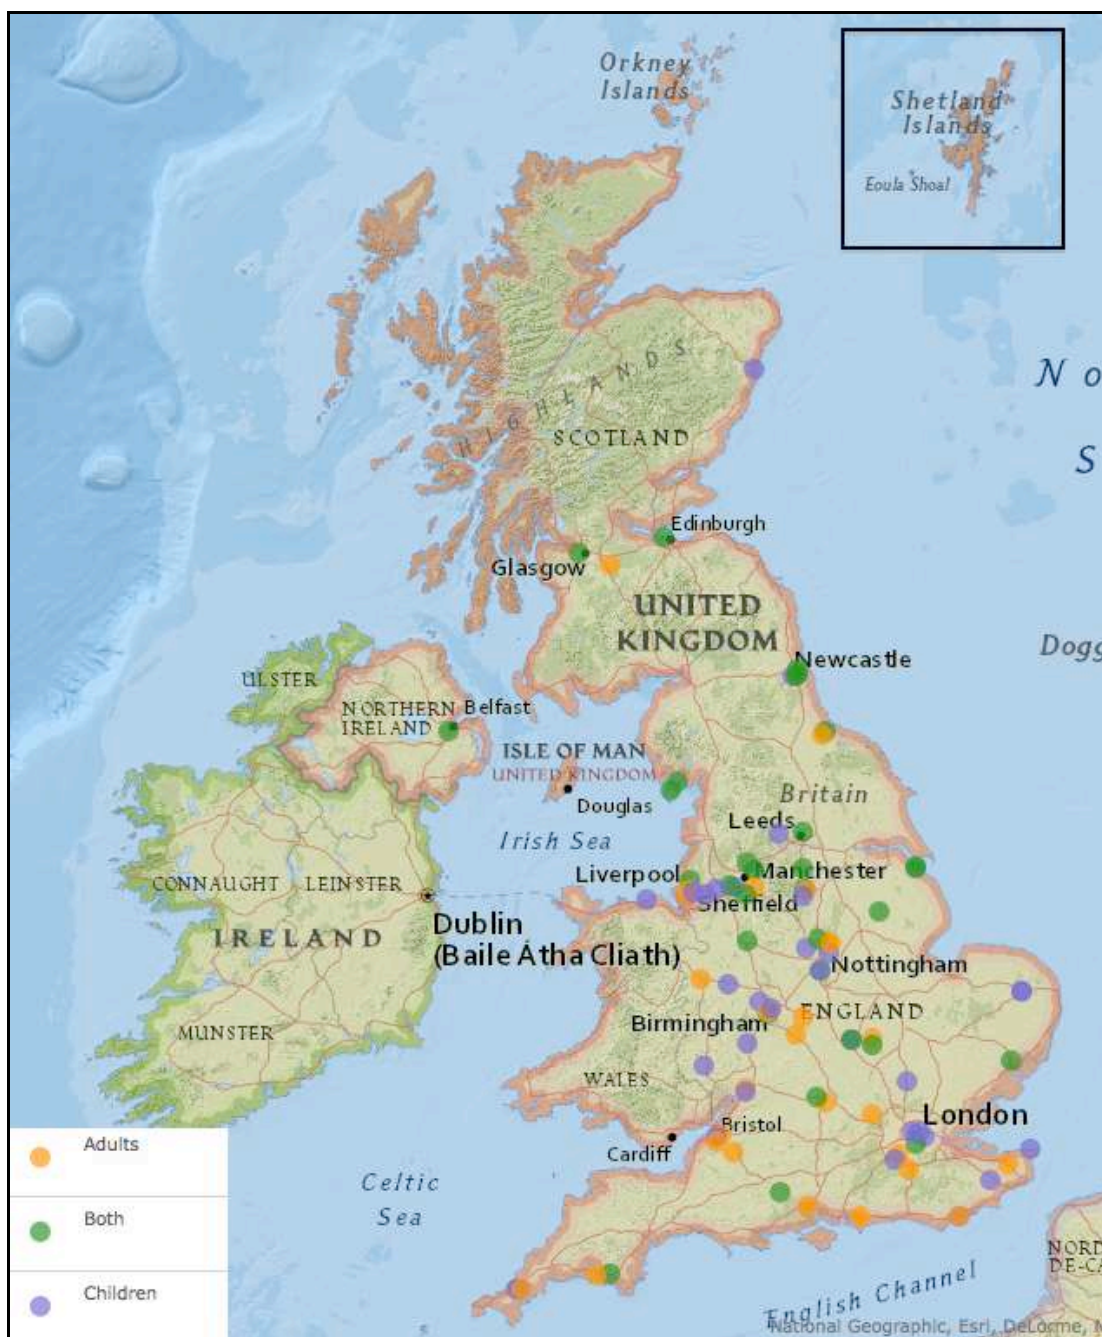 Orkney
Islands
Shetland
Islands
Eoula Shoal
N o
HIGHLANDS
SCOTLAND
S
Edinburgh
Glasgow
UNITED
KINGDOM
Dogg
Newcastle
ULSTER
NORTHERN
IRELAND
Belfast
ISLE OF MAN
UNITED KINGDOM
Douglas
Britain
Irish Sea
Leeds
Liverpool
Manchester
CONNAUGHT
LEINSTER
Sheffield
Dublin
(Baile Átha Cliath)
IRELAND
Nottingham
ENGLAND
Birmingham
MUNSTER
WALES
London
Bristol
Cardiff
Adults
Celtic
Sea
Both
NORD
DE-CA
Children
English Channel
National Geographic, Esri, DeLorme, N